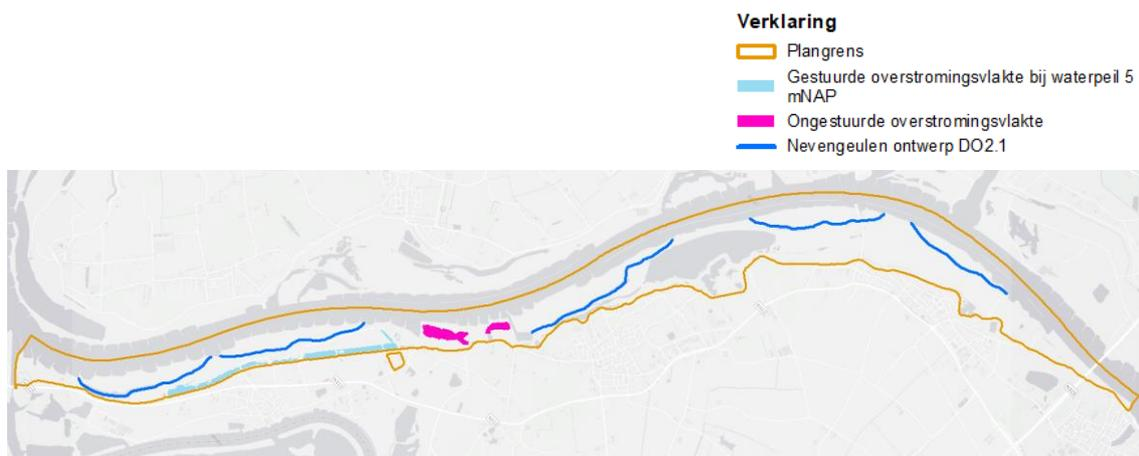 Verklaring
Plangrens
Gestuurde overstromingsvlakte bij waterpeil 5
mNAP
Ongestuurde overstromingsvlakte
Nevengeulen ontwerp DO2.1